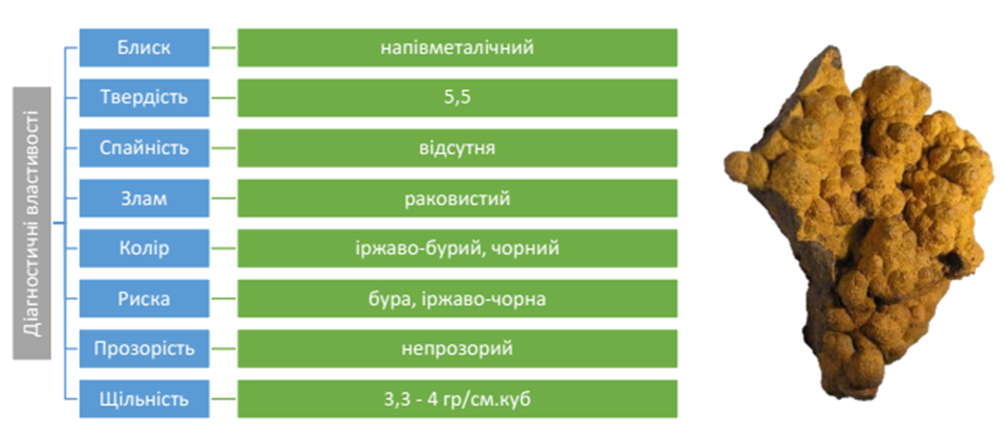 Діагностичні властивості
Блиск
напівметалічний
Твердість
5,5
Спайність
відсутня
Злам
раковистий
Колір
іржаво-бурий, чорний
Риска
бура, іржаво-чорна
Прозорість
непрозорий
Щільність
3,3 - 4 гр/см.куб